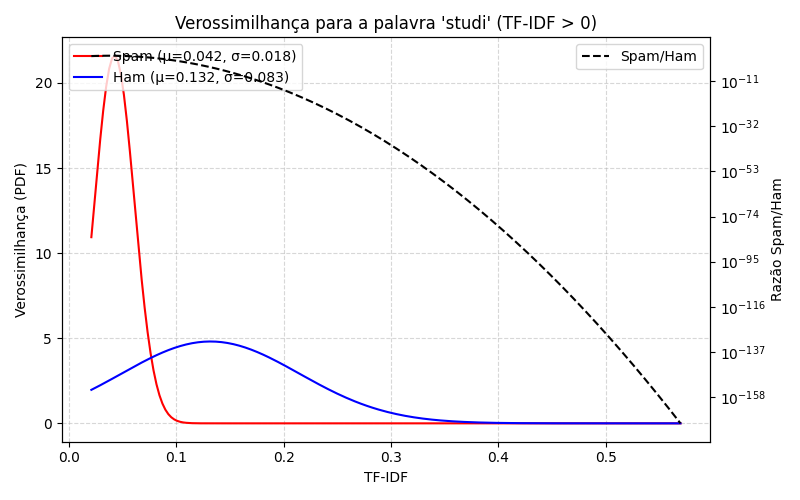 Verossimilhança para a palavra 'studi' (TF-IDF > 0)
Spam (μ=0.042, σ=0.018)
Ham (μ=0.132, σ=0.083)
Spam/Ham
Verossimilhança (PDF)
20
15
10
5
0
10⁻¹¹
10⁻³²
10⁻⁵³
10⁻⁷⁴
10⁻⁹⁵
10⁻¹¹⁶
10⁻¹³⁷
10⁻¹⁵⁸
Razão Spam/Ham
0.0 0.1 0.2 0.3 0.4 0.5
TF-IDF